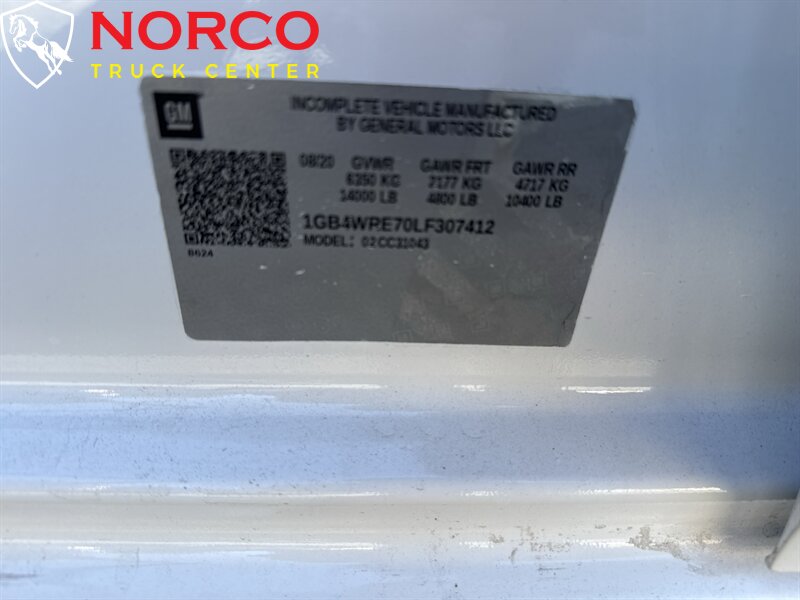 NORCO
TRUCK CENTER
GM
INCOMPLETE VEHICLE MANUFACTURED
BY GENERAL MOTORS LLC
08/20 GVWR GAWR FRT GAWR RR
6350 KG 2177 KG 4717 KG
14000 LB 4800 LB 10400 LB
1GB4WRE70LF307412
MODEL: 02CC31043
B624